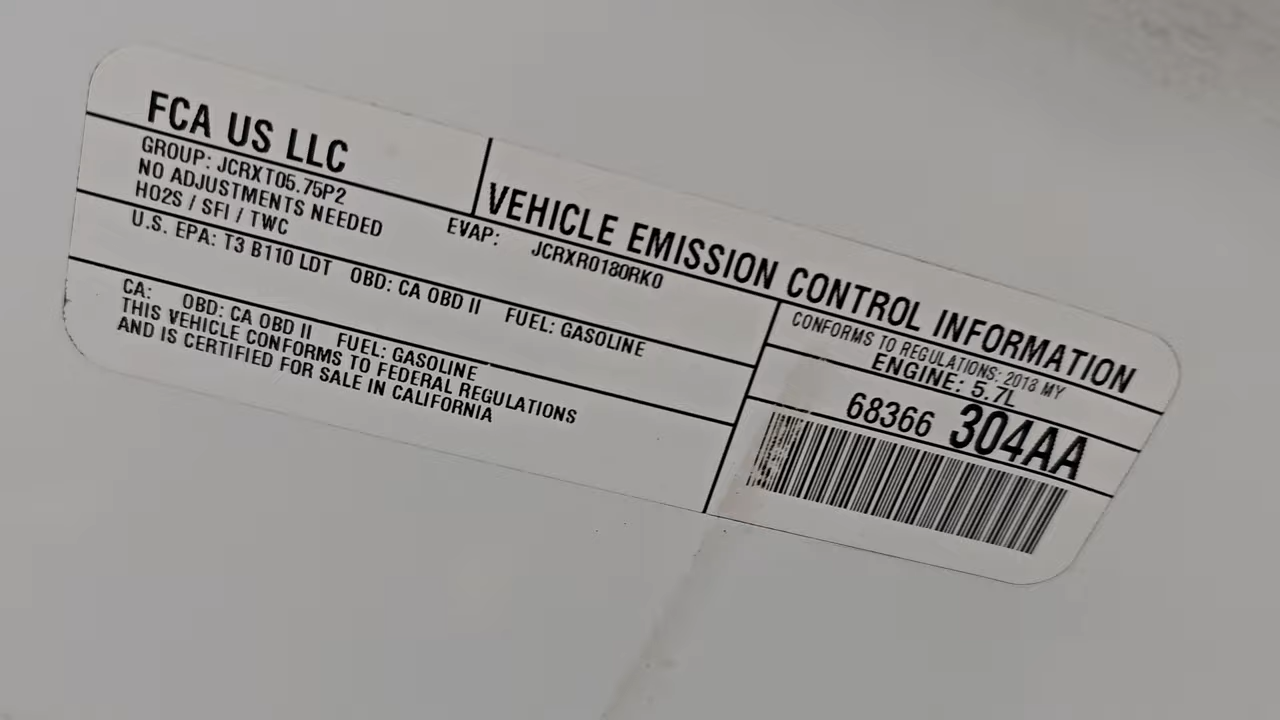 FCA US LLC
VEHICLE EMISSION CONTROL INFORMATION
GROUP: JCRXT05.75P2
EVAP: JCRXR0180RK0
NO ADJUSTMENTS NEEDED
HO2S / SFI / TWC
U.S. EPA: T3 B110 LDT OBD: CA OBD II FUEL: GASOLINE
CA: OBD: CA OBD II FUEL: GASOLINE
THIS VEHICLE CONFORMS TO FEDERAL REGULATIONS
AND IS CERTIFIED FOR SALE IN CALIFORNIA
CONFORMS TO REGULATIONS: 2018 MY
ENGINE: 5.7L
68366 304AA